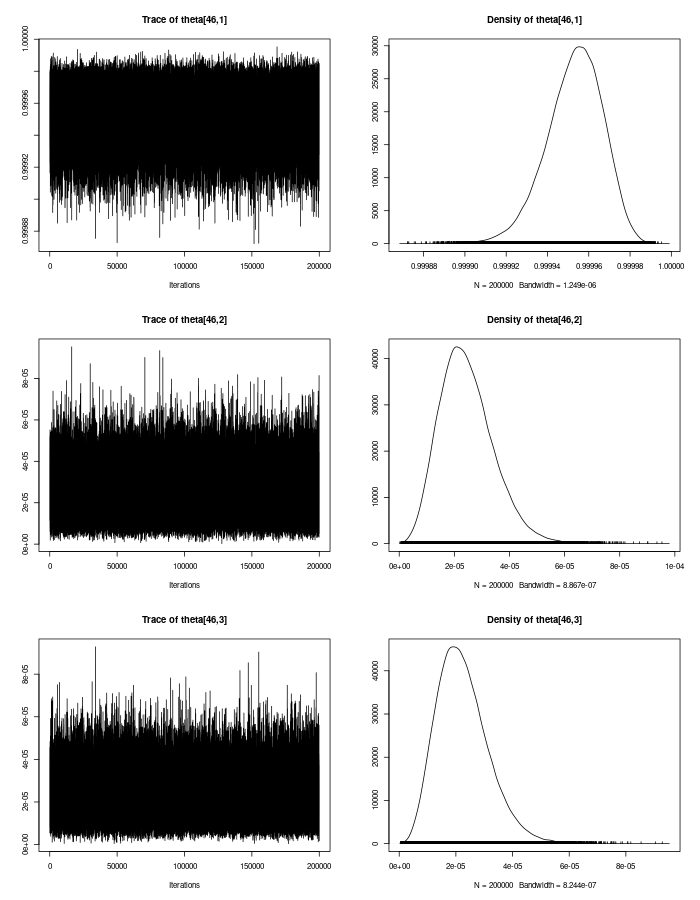 Trace of theta[46,1]
0.99988 0.99992 0.99996 1.00000
0 50000 100000 150000 200000
Iterations
Density of theta[46,1]
0 5000 10000 15000 20000 25000 30000
0.99988 0.99990 0.99992 0.99994 0.99996 0.99998 1.00000
N = 200000 Bandwidth = 1.249e-06
Trace of theta[46,2]
0e+00 2e-05 4e-05 6e-05 8e-05
0 50000 100000 150000 200000
Iterations
Density of theta[46,2]
0 10000 20000 30000 40000
0e+00 2e-05 4e-05 6e-05 8e-05 1e-04
N = 200000 Bandwidth = 8.867e-07
Trace of theta[46,3]
0e+00 2e-05 4e-05 6e-05 8e-05
0 50000 100000 150000 200000
Iterations
Density of theta[46,3]
0 10000 20000 30000 40000
0e+00 2e-05 4e-05 6e-05 8e-05
N = 200000 Bandwidth = 8.244e-07